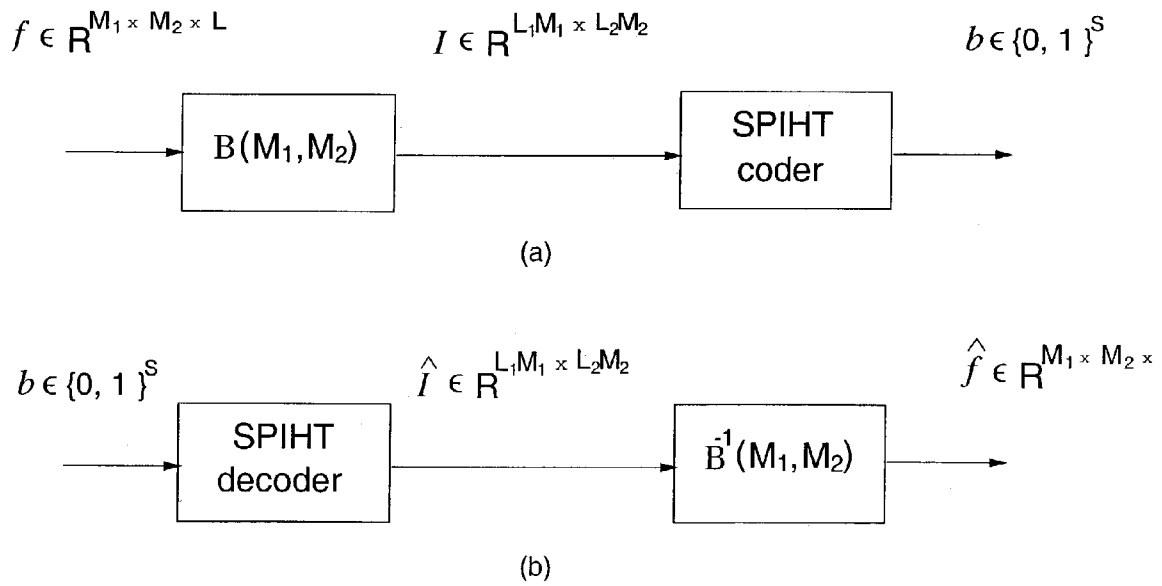 f ∈ R^{M₁ × M₂ × L}
I ∈ R^{L₁M₁ × L₂M₂}
b ∈ {0, 1}^S
B(M₁,M₂)
SPIHT
coder
(a)
b ∈ {0, 1}^S
Î ∈ R^{L₁M₁ × L₂M₂}
f̂ ∈ R^{M₁ × M₂ ×}
SPIHT
decoder
B^{-1}(M₁,M₂)
(b)